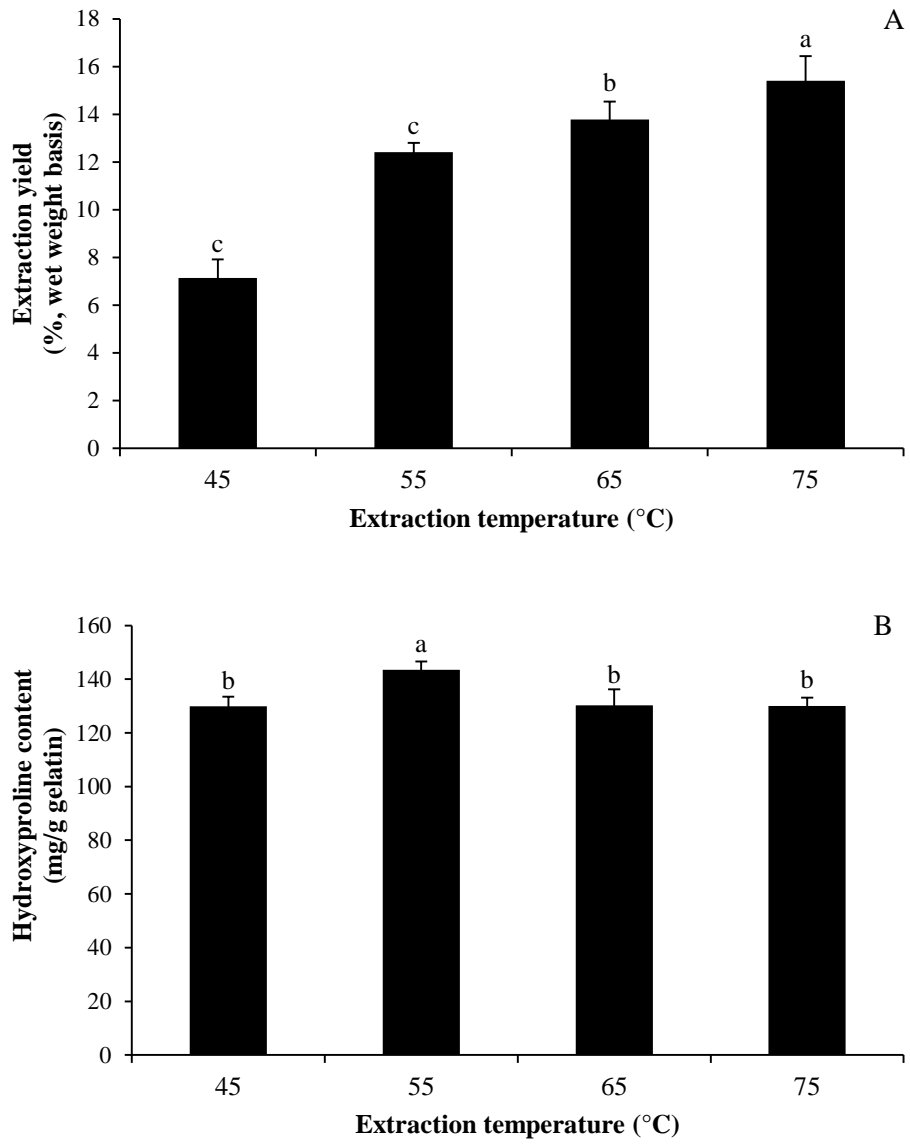 A
18
16
14
12
10
8
6
4
2
0
Extraction yield
(%, wet weight basis)
c
c
b
a
45 55 65 75
Extraction temperature (°C)
B
160
140
120
100
80
60
40
20
0
Hydroxyproline content
(mg/g gelatin)
b
a
b
b
45 55 65 75
Extraction temperature (°C)